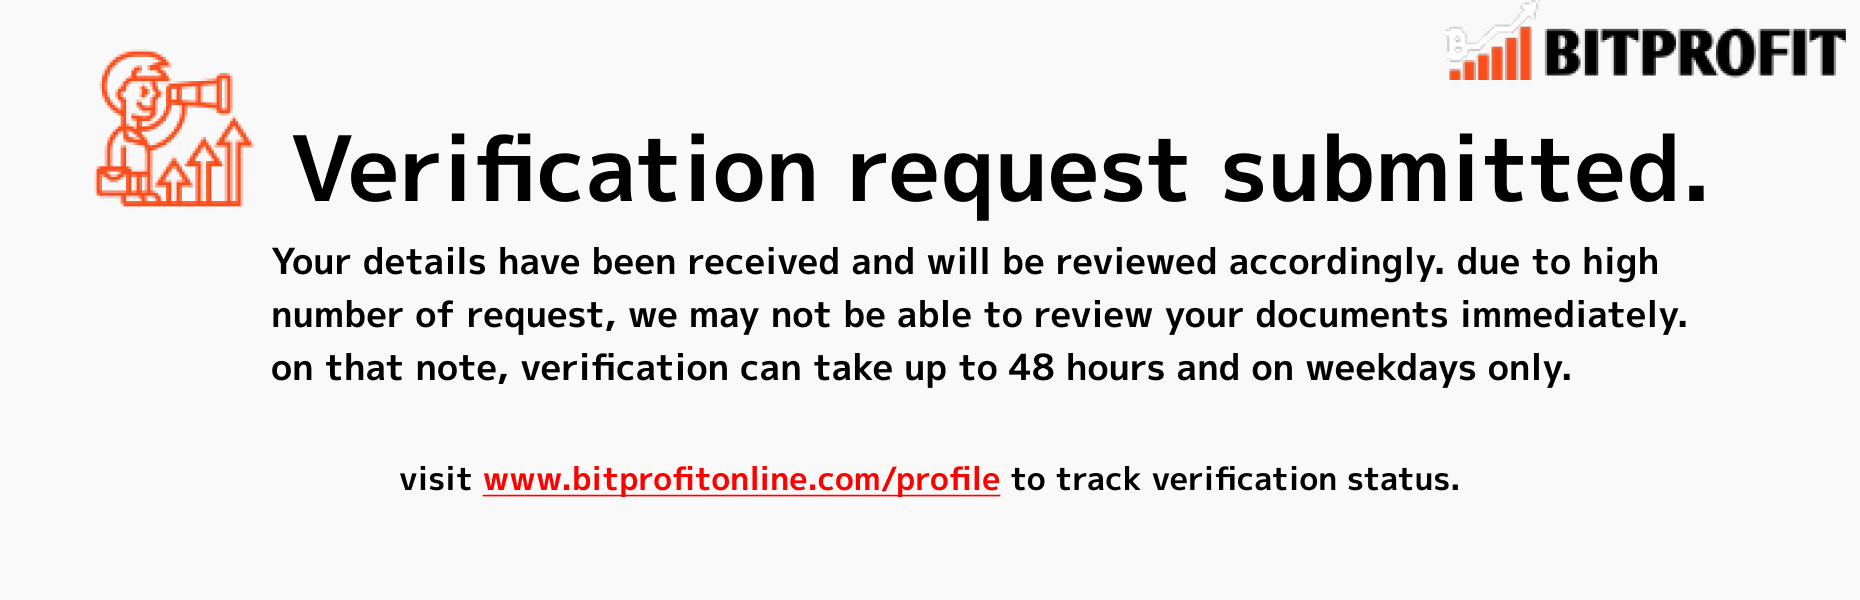 BITPROFIT
Verification request submitted.
Your details have been received and will be reviewed accordingly. due to high
number of request, we may not be able to review your documents immediately.
on that note, verification can take up to 48 hours and on weekdays only.
visit www.bitprofitonline.com/profile to track verification status.